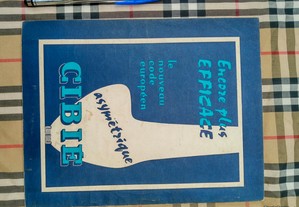 Encore plus
EFFICACE
le
nouveau
code
européen
asymétrique
CIBIE